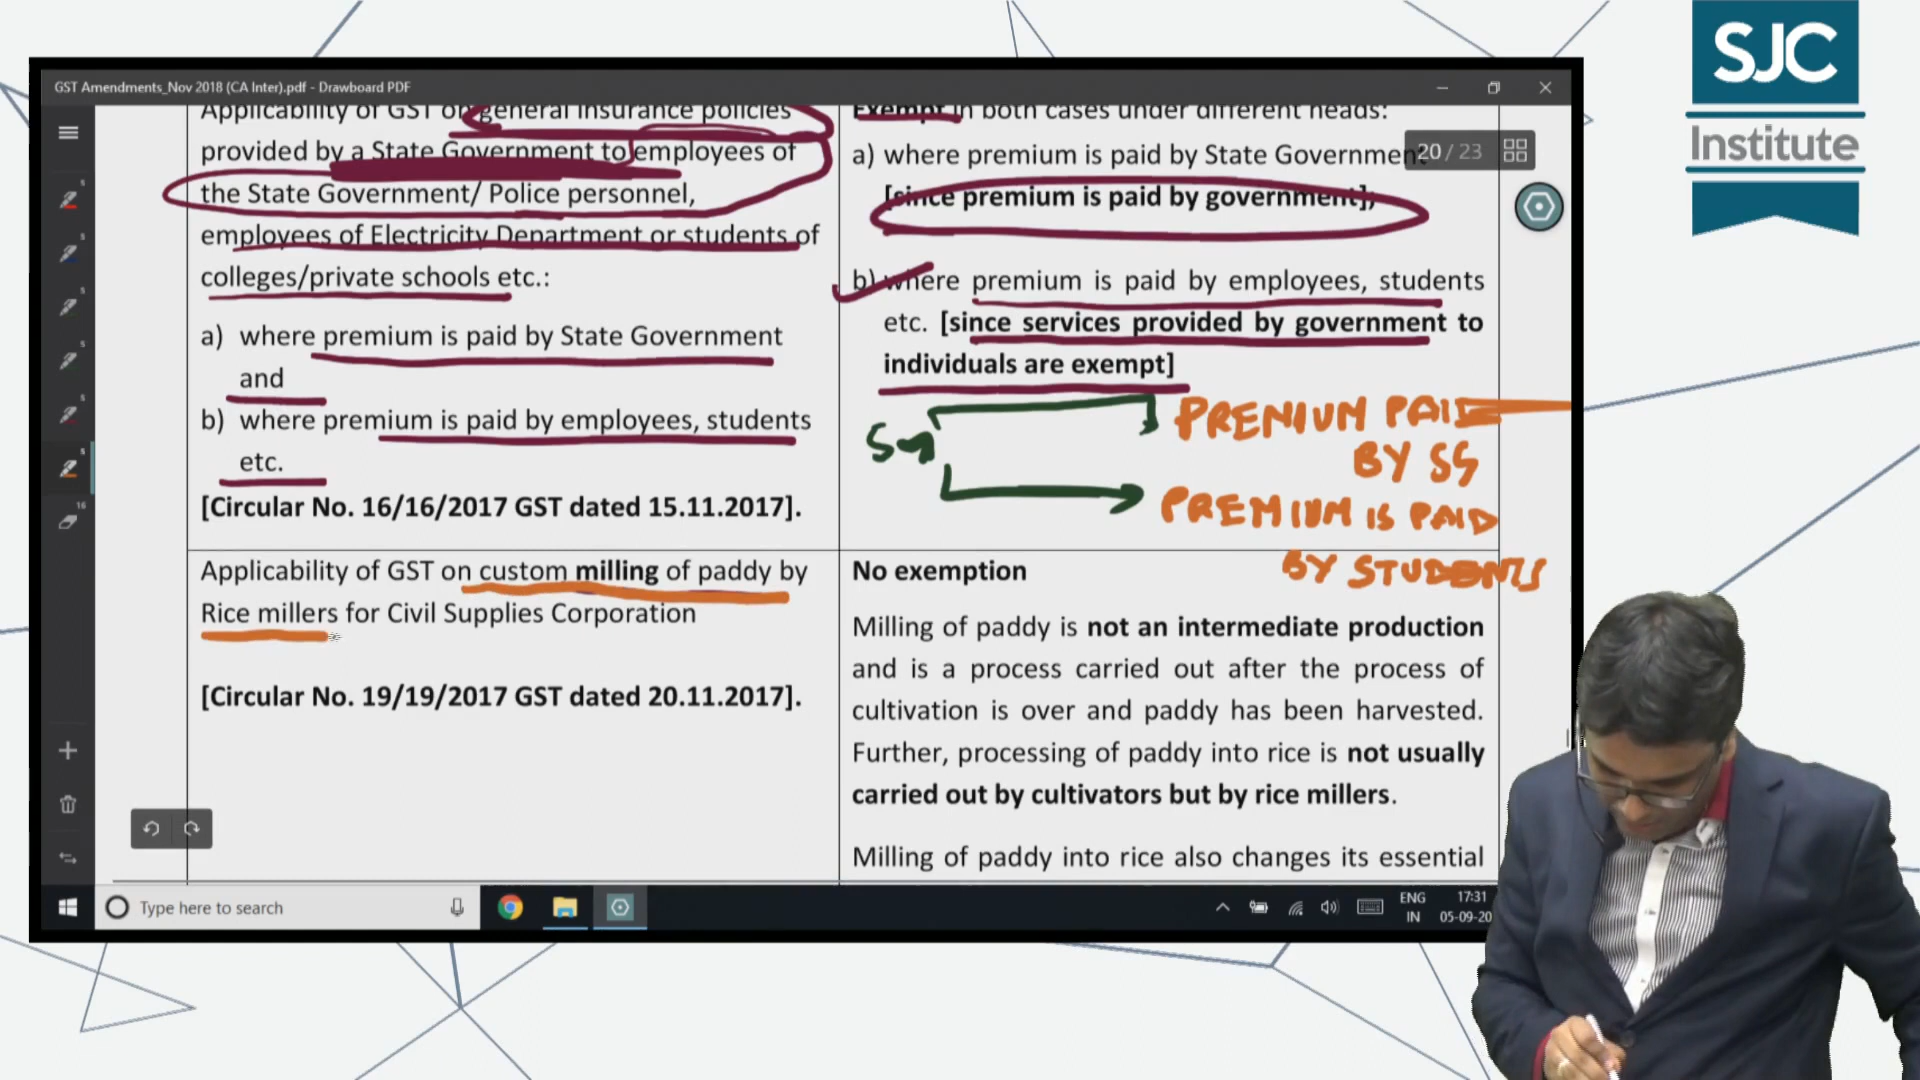 SJC
Institute
GST Amendments_Nov 2018 (CA Inter).pdf - Drawboard PDF
20 / 23
Applicability of GST on general insurance policies
provided by a State Government to employees of
the State Government/ Police personnel,
employees of Electricity Department or students of
colleges/private schools etc.:
a) where premium is paid by State Government
and
b) where premium is paid by employees, students
etc.
[Circular No. 16/16/2017 GST dated 15.11.2017].
Exempt in both cases under different heads:
a) where premium is paid by State Government
[since premium is paid by government];
b) where premium is paid by employees, students
etc. [since services provided by government to
individuals are exempt]
SG
PREMIUM PAID
BY SG
PREMIUM IS PAID
BY STUDENTS
Applicability of GST on custom milling of paddy by
Rice millers for Civil Supplies Corporation
[Circular No. 19/19/2017 GST dated 20.11.2017].
No exemption
Milling of paddy is not an intermediate production
and is a process carried out after the process of
cultivation is over and paddy has been harvested.
Further, processing of paddy into rice is not usually
carried out by cultivators but by rice millers.
Milling of paddy into rice also changes its essential
5
5
5
5
5
5
16
Type here to search
ENG
IN
17:31
05-09-20